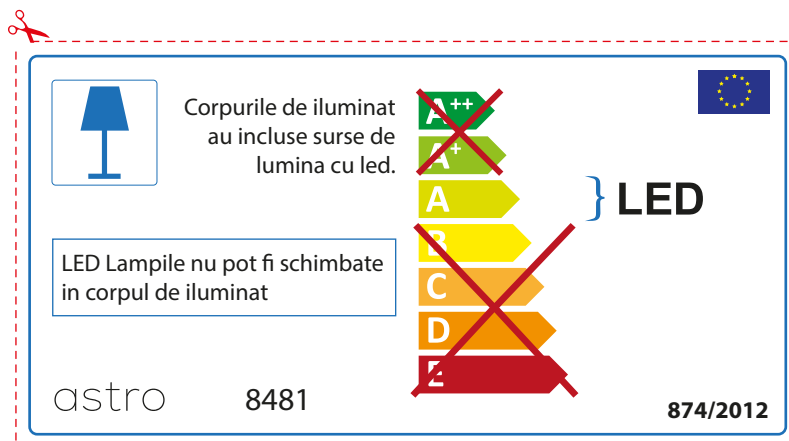 Corpurile de iluminat
au incluse surse de
lumina cu led.
LED Lampile nu pot fi schimbate
in corpul de iluminat
A++
A+
A
B
C
D
E
LED
astro
8481
874/2012